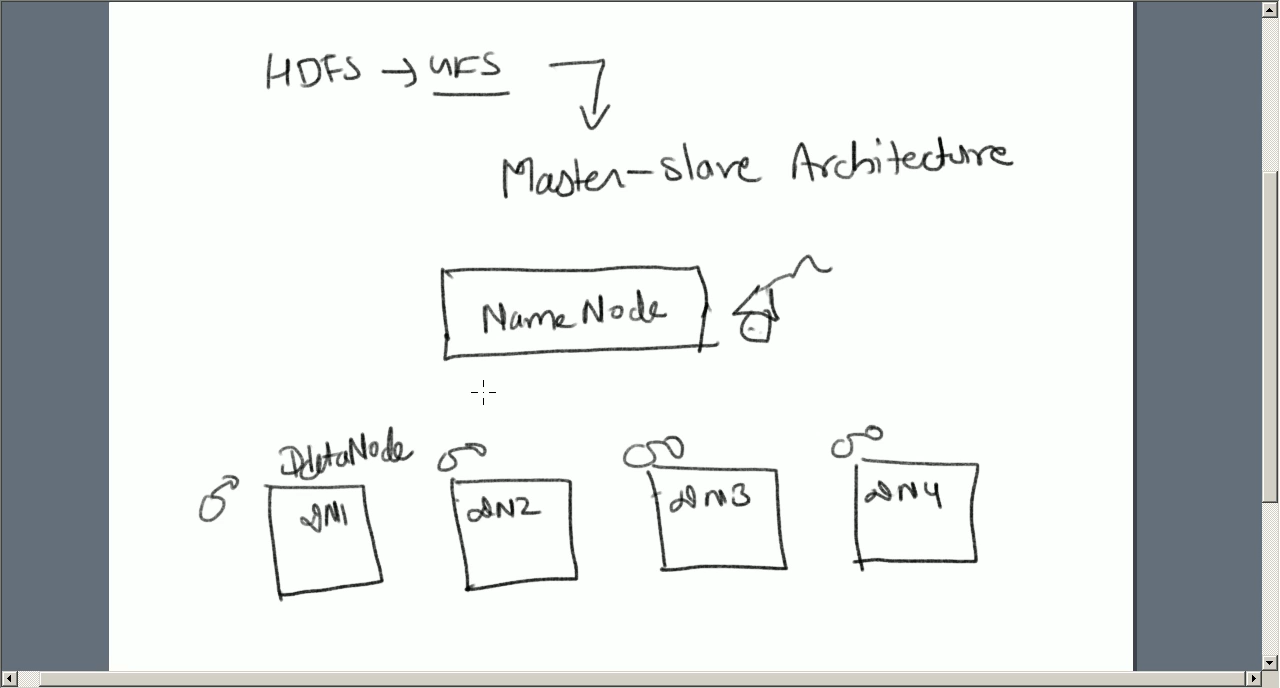 HDFS → UFS
Master-slave Architecture
NameNode
DataNode
DN1 DN2 DN3 DN4